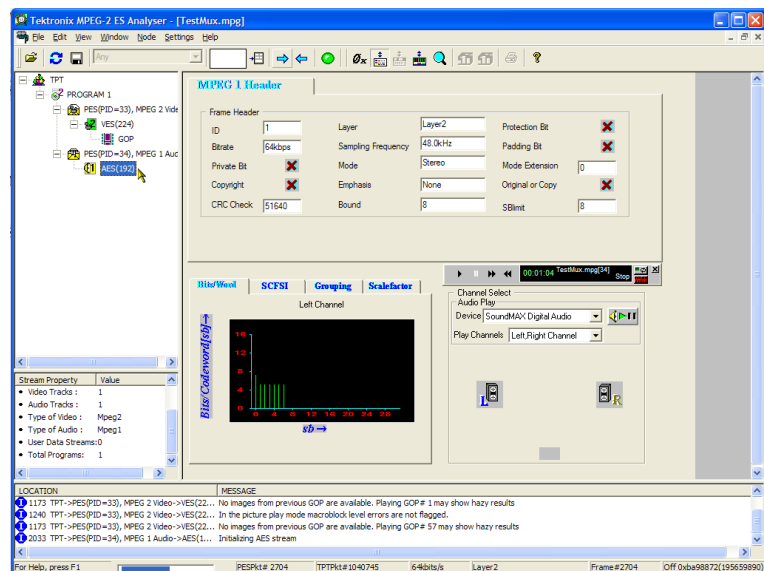 Tektronix MPEG-2 ES Analyser - [TestMux.mpg]
File Edit View Window Node Settings Help
Any
TPT
PROGRAM 1
PES(PID=33), MPEG 2 Vide
VES(224)
GOP
PES(PID=34), MPEG 1 Auc
AES(192)
MPEG 1 Header
Frame Header
ID 1 Layer Layer2 Protection Bit
Bitrate 64kbps Sampling Frequency 48.0kHz Padding Bit
Private Bit Mode Stereo Mode Extension 0
Copyright Emphasis None Original or Copy
CRC Check 51640 Bound 8 SBlimit 8
00:01:04 TestMux.mpg[34] Stop
Bits/Word SCFSI Grouping Scalefactor
Left Channel
Bits/Codeword[sb]→
16
12
8
4
0
0 4 8 12 16 20 24 28
sb→
Channel Select
Audio Play
Device SoundMAX Digital Audio
Play Channels Left,Right Channel
L R
Stream Property Value
Video Tracks : 1
Audio Tracks : 1
Type of Video : Mpeg2
Type of Audio : Mpeg1
User Data Streams:0
Total Programs: 1
LOCATION MESSAGE
1173 TPT->PES(PID=33), MPEG 2 Video->VES(22... No images from previous GOP are available. Playing GOP# 1 may show hazy results
1240 TPT->PES(PID=33), MPEG 2 Video->VES(22... In the picture play mode macroblock level errors are not flagged.
1173 TPT->PES(PID=33), MPEG 2 Video->VES(22... No images from previous GOP are available. Playing GOP# 57 may show hazy results
2033 TPT->PES(PID=34), MPEG 1 Audio->AES(1... Initializing AES stream
For Help, press F1 PESPkt# 2704 TPTPkt#1040745 64kbits/s Layer2 Frame#2704 Off 0xba98872(195659890)